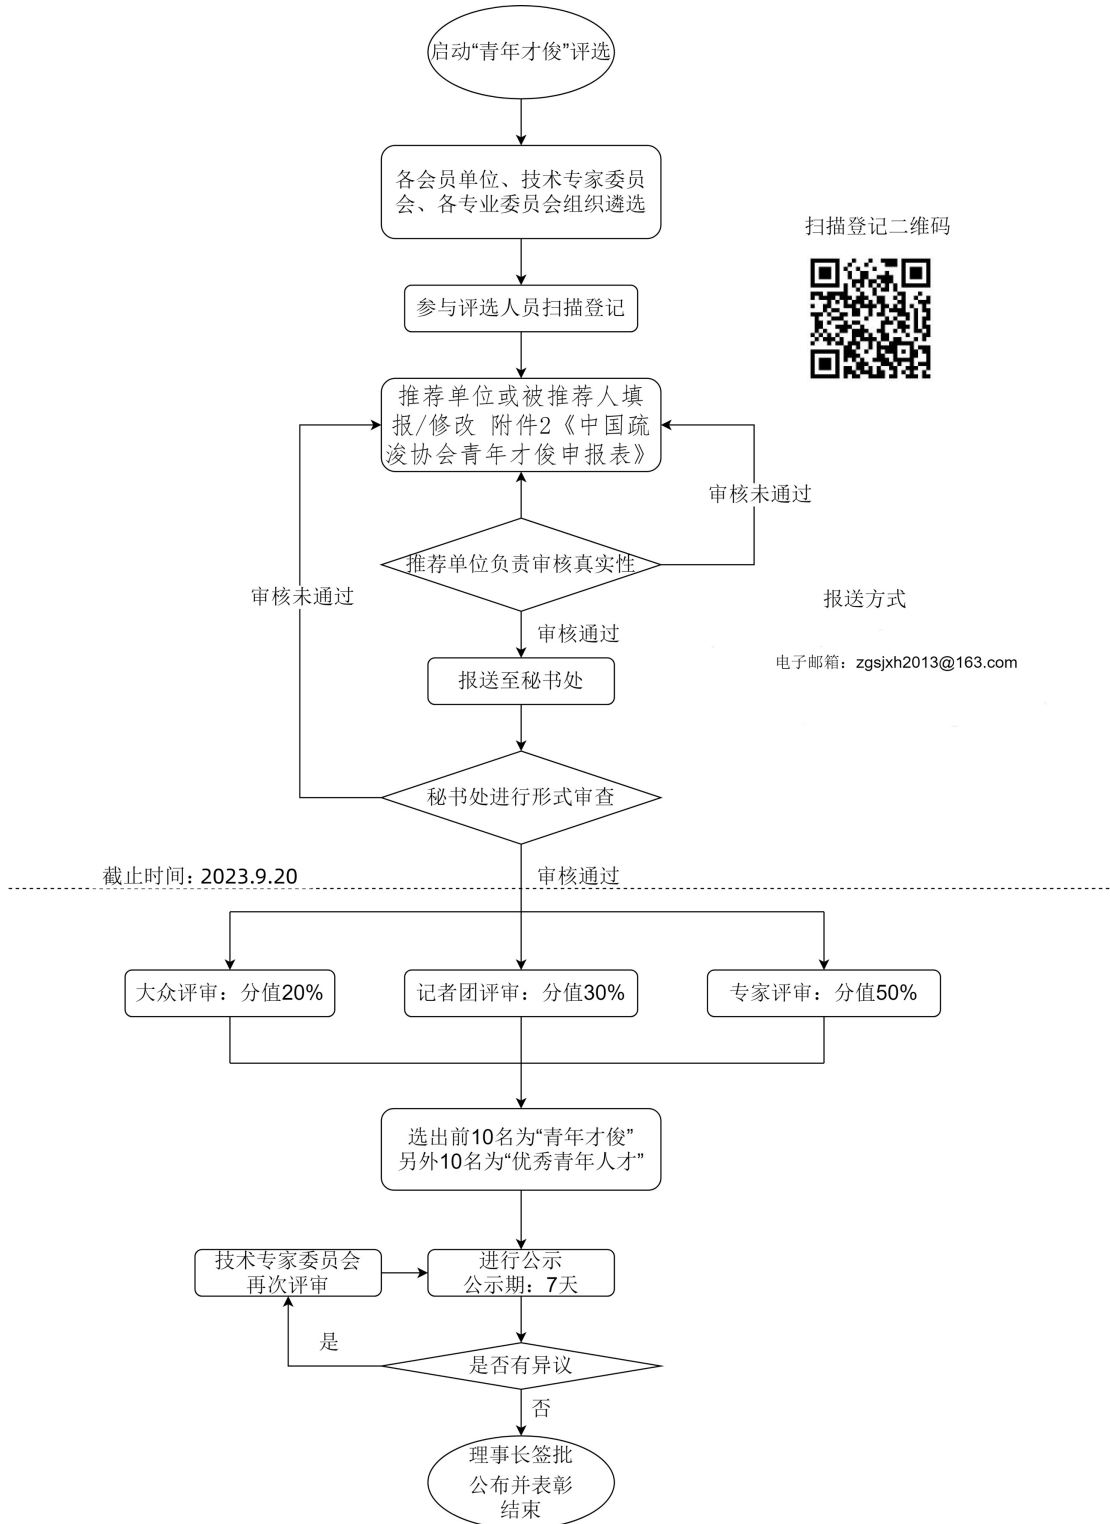 启动“青年才俊”评选
各会员单位、技术专家委员
会、各专业委员会组织遴选
扫描登记二维码
参与评选人员扫描登记
推荐单位或被推荐人填
报/修改 附件2《中国疏
浚协会青年才俊申报表》
审核未通过
推荐单位负责审核真实性
审核未通过
报送方式
审核通过
电子邮箱：zgsjxh2013@163.com
报送至秘书处
秘书处进行形式审查
截止时间：2023.9.20
审核通过
大众评审：分值20%
记者团评审：分值30%
专家评审：分值50%
选出前10名为“青年才俊”
另外10名为“优秀青年人才”
技术专家委员会
再次评审
进行公示
公示期：7天
是
是否有异议
否
理事长签批
公布并表彰
结束